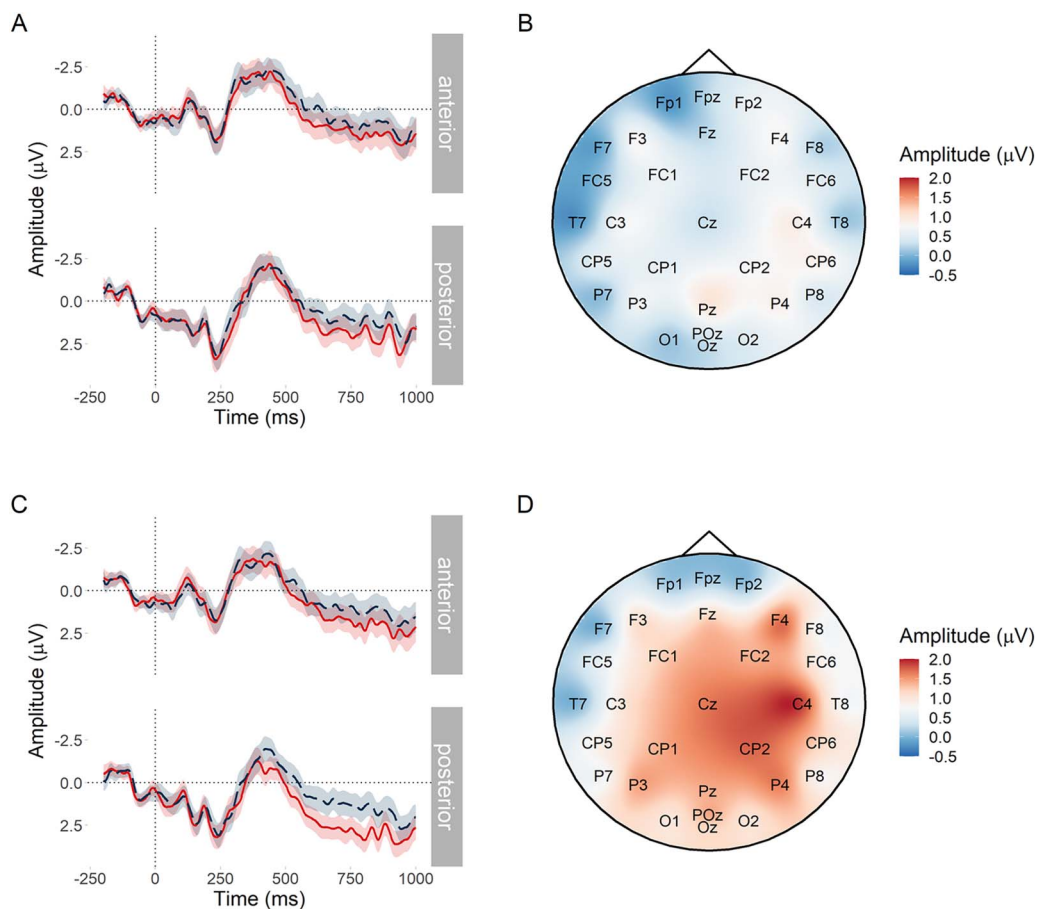 A
-2.5
0.0
2.5
anterior
-2.5
0.0
2.5
posterior
Amplitude (μV)
-250 0 250 500 750 1000
Time (ms)
B
Fp1 Fpz Fp2
F7 F3 Fz F4 F8
FC5 FC1 FC2 FC6
T7 C3 Cz C4 T8
CP5 CP1 CP2 CP6
P7 P3 Pz P4 P8
O1 POz O2
Oz
Amplitude (μV)
2.0
1.5
1.0
0.5
0.0
-0.5
C
-2.5
0.0
2.5
anterior
-2.5
0.0
2.5
posterior
Amplitude (μV)
-250 0 250 500 750 1000
Time (ms)
D
Fp1 Fpz Fp2
F7 F3 Fz F4 F8
FC5 FC1 FC2 FC6
T7 C3 Cz C4 T8
CP5 CP1 CP2 CP6
P7 P3 Pz P4 P8
O1 POz O2
Oz
Amplitude (μV)
2.0
1.5
1.0
0.5
0.0
-0.5